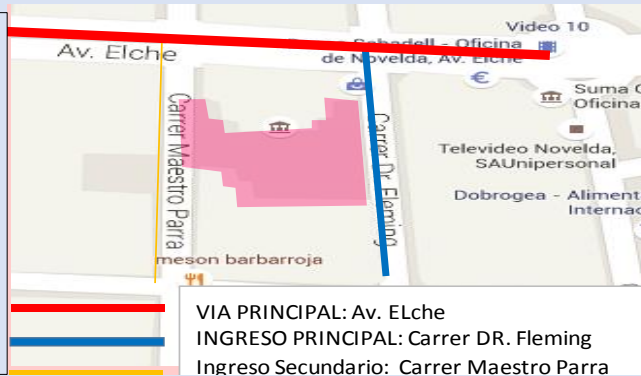 Video 10
Av. Elche
Sabadell - Oficina
de Novelda, Av. Elche
Suma
Oficina
Carrer Maestro Parra
Carrer Dr. Fleming
Televideo Novelda,
SAUnipersonal
Dobrogea - Aliment
Internac
meson barbarroja
VIA PRINCIPAL: Av. ELche
INGRESO PRINCIPAL: Carrer DR. Fleming
Ingreso Secundario: Carrer Maestro Parra